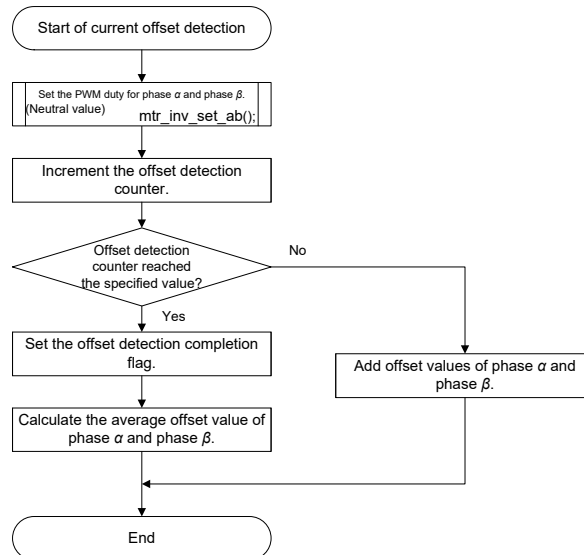 Start of current offset detection
Set the PWM duty for phase α and phase β.
(Neutral value)
mtr_inv_set_ab();
Increment the offset detection
counter.
Offset detection
counter reached
the specified value?
No
Yes
Set the offset detection completion
flag.
Add offset values of phase α and
phase β.
Calculate the average offset value of
phase α and phase β.
End